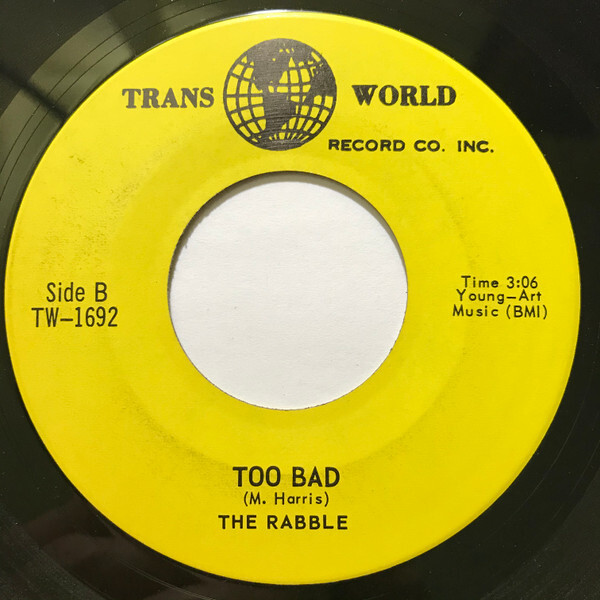 TRANS WORLD
RECORD CO. INC.
Side B
TW-1692
Time 3:06
Young-Art
Music (BMI)
TOO BAD
(M. Harris)
THE RABBLE